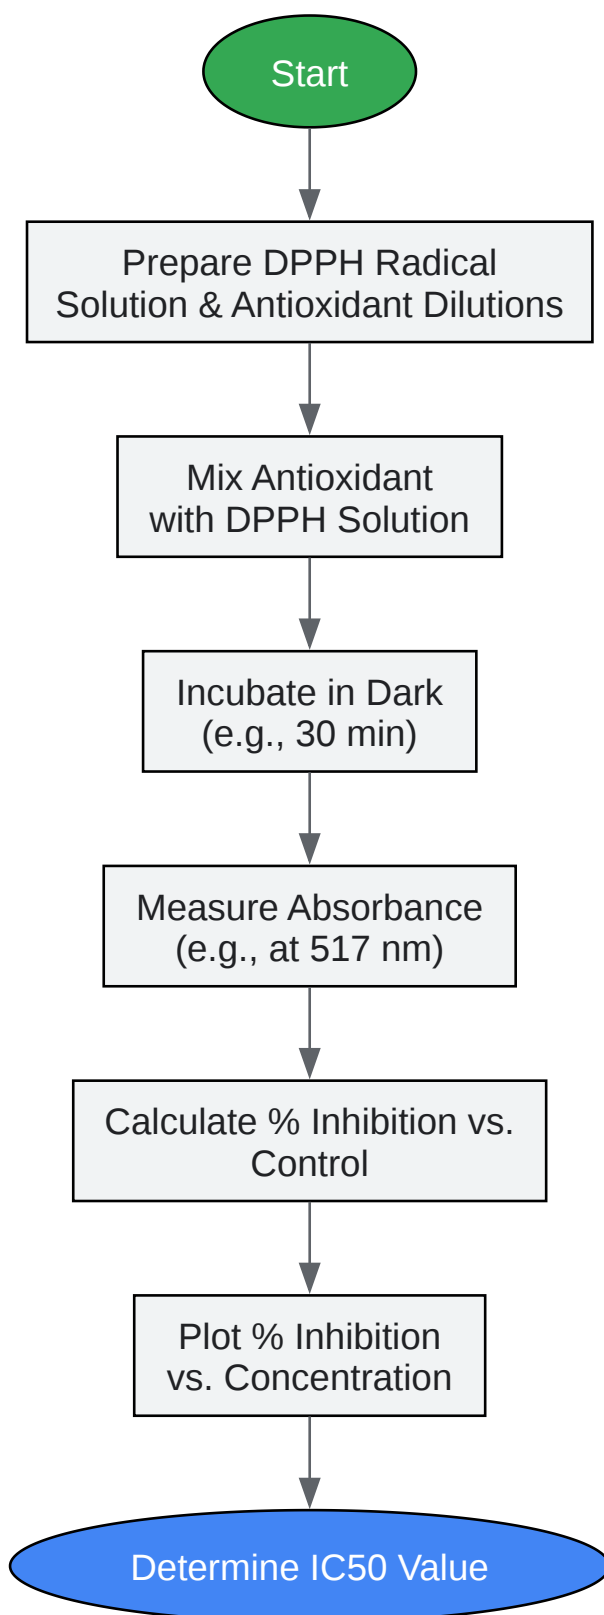 Start
Prepare DPPH Radical
Solution & Antioxidant Dilutions
Mix Antioxidant
with DPPH Solution
Incubate in Dark
(e.g., 30 min)
Measure Absorbance
(e.g., at 517 nm)
Calculate % Inhibition vs.
Control
Plot % Inhibition
vs. Concentration
Determine IC50 Value